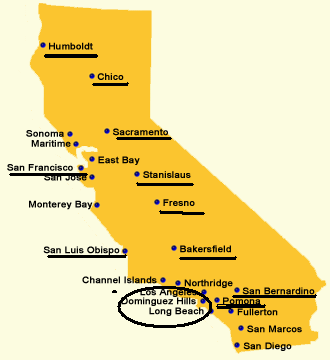 Humboldt
Chico
Sacramento
Sonoma
Maritime
East Bay
San Francisco
San Jose
Stanislaus
Monterey Bay
Fresno
San Luis Obispo
Bakersfield
Channel Islands
Northridge
Los Angeles
San Bernardino
Dominguez Hills
Pomona
Long Beach
Fullerton
San Marcos
San Diego